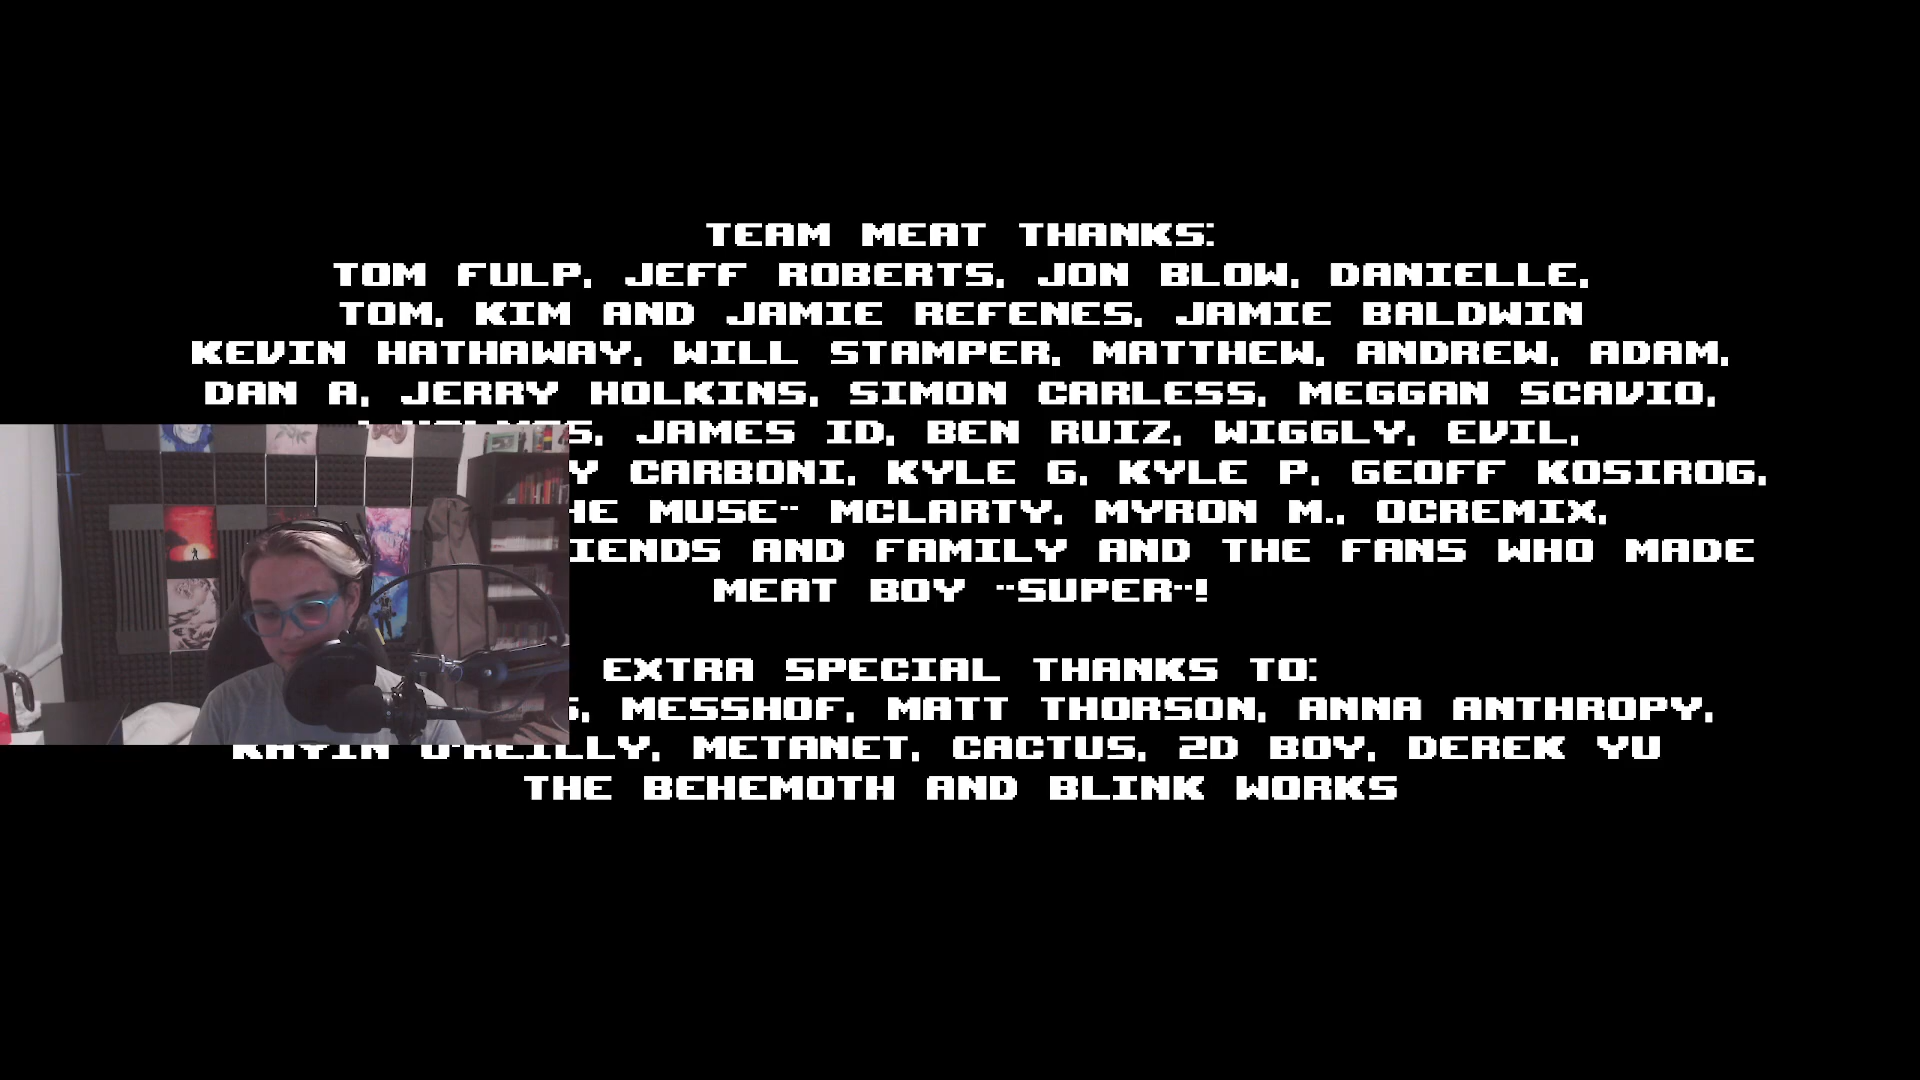 TEAM MEAT THANKS:
TOM FULP, JEFF ROBERTS, JON BLOW, DANIELLE,
TOM, KIM AND JAMIE REFENES, JAMIE BALDWIN
KEVIN HATHAWAY, WILL STAMPER, MATTHEW, ANDREW, ADAM,
DAN A, JERRY HOLKINS, SIMON CARLESS, MEGGAN SCAVIO,
JAMES ID, BEN RUIZ, WIGGLY, EVIL,
CARBONI, KYLE G, KYLE P, GEOFF KOSIROG,
MUSE" MCLARTY, MYRON M., OCREMIX,
AND FAMILY AND THE FANS WHO MADE
MEAT BOY "SUPER"!
EXTRA SPECIAL THANKS TO:
MESSHOF, MATT THORSON, ANNA ANTHROPY,
KAYIN O'REILLY, METANET, CACTUS, 2D BOY, DEREK YU
THE BEHEMOTH AND BLINK WORKS